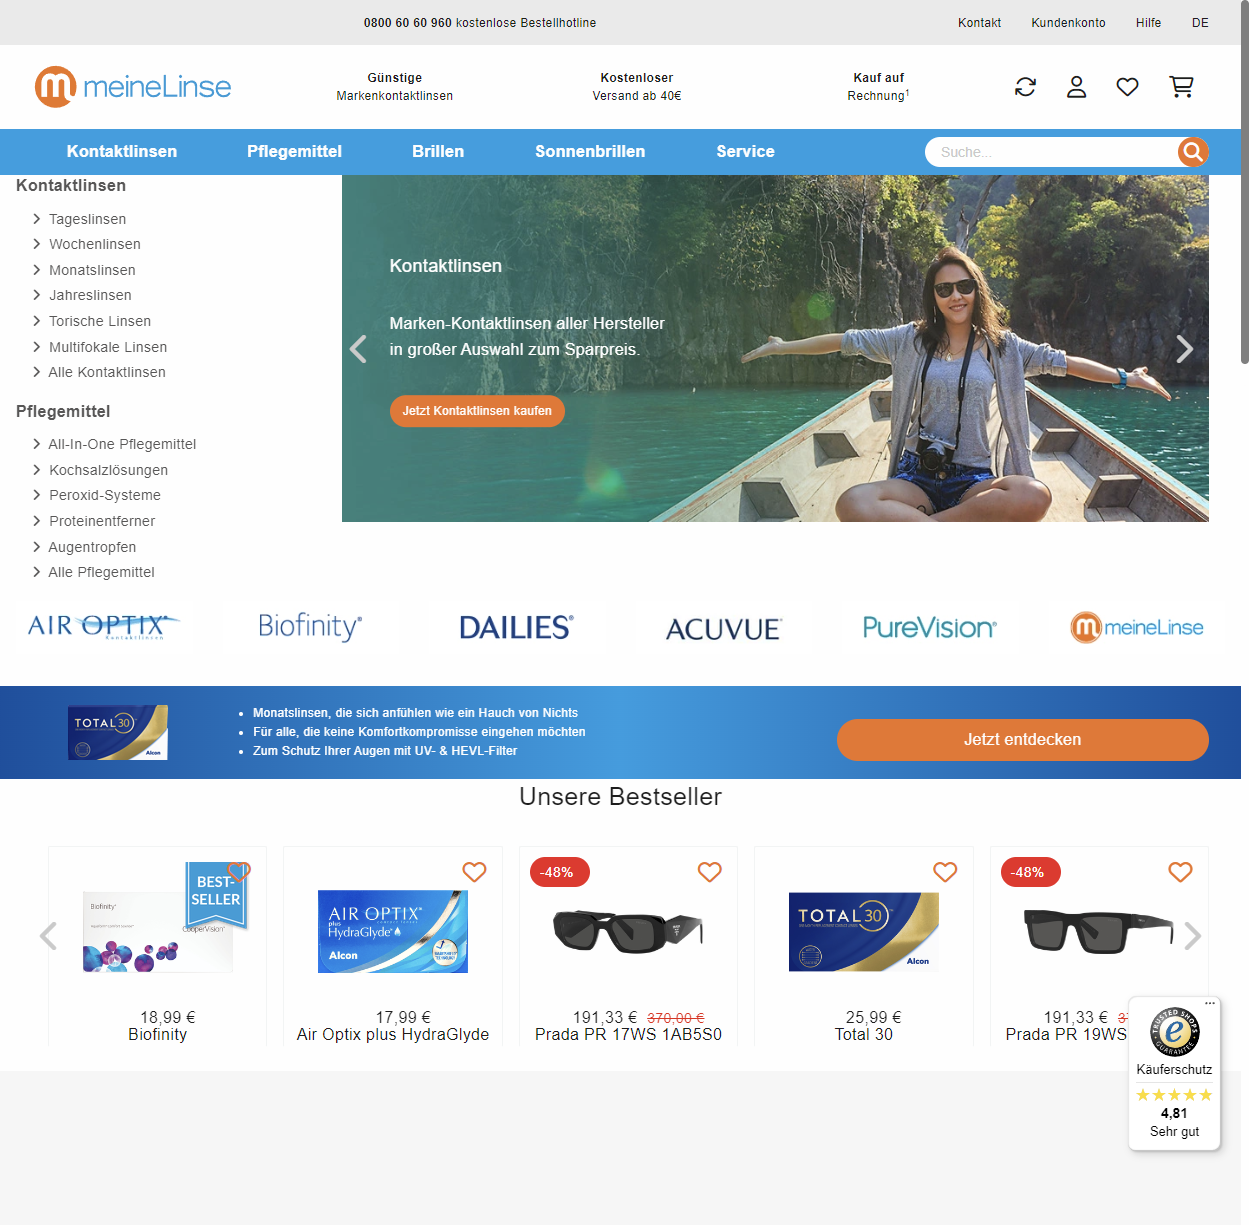 0800 60 60 960 kostenlose Bestellhotline
Kontakt
Kundenkonto
Hilfe
DE
meineLinse
Günstige
Markenkontaktlinsen
Kostenloser
Versand ab 40€
Kauf auf
Rechnung¹
Kontaktlinsen
Pflegemittel
Brillen
Sonnenbrillen
Service
Suche...
Kontaktlinsen
Tageslinsen
Wochenlinsen
Monatslinsen
Jahreslinsen
Torische Linsen
Multifokale Linsen
Alle Kontaktlinsen
Pflegemittel
All-In-One Pflegemittel
Kochsalzlösungen
Peroxid-Systeme
Proteinentferner
Augentropfen
Alle Pflegemittel
Kontaktlinsen
Marken-Kontaktlinsen aller Hersteller
in großer Auswahl zum Sparpreis.
Jetzt Kontaktlinsen kaufen
AIR OPTIX®
Kontaktlinsen
Biofinity®
DAILIES®
ACUVUE®
PureVision®
meineLinse
TOTAL30
Alcon
Monatslinsen, die sich anfühlen wie ein Hauch von Nichts
Für alle, die keine Komfortkompromisse eingehen möchten
Zum Schutz Ihrer Augen mit UV- & HEVL-Filter
Jetzt entdecken
Unsere Bestseller
BEST-
SELLER
Biofinity®
CooperVision®
18,99 €
Biofinity
AIR OPTIX®
plus
HydraGlyde®
Alcon
17,99 €
Air Optix plus HydraGlyde
-48%
191,33 € 370,00 €
Prada PR 17WS 1AB5S0
TOTAL30
Alcon
25,99 €
Total 30
-48%
191,33 €
Prada PR 19WS
TRUSTED SHOPS
GUARANTEE
Käuferschutz
4,81
Sehr gut